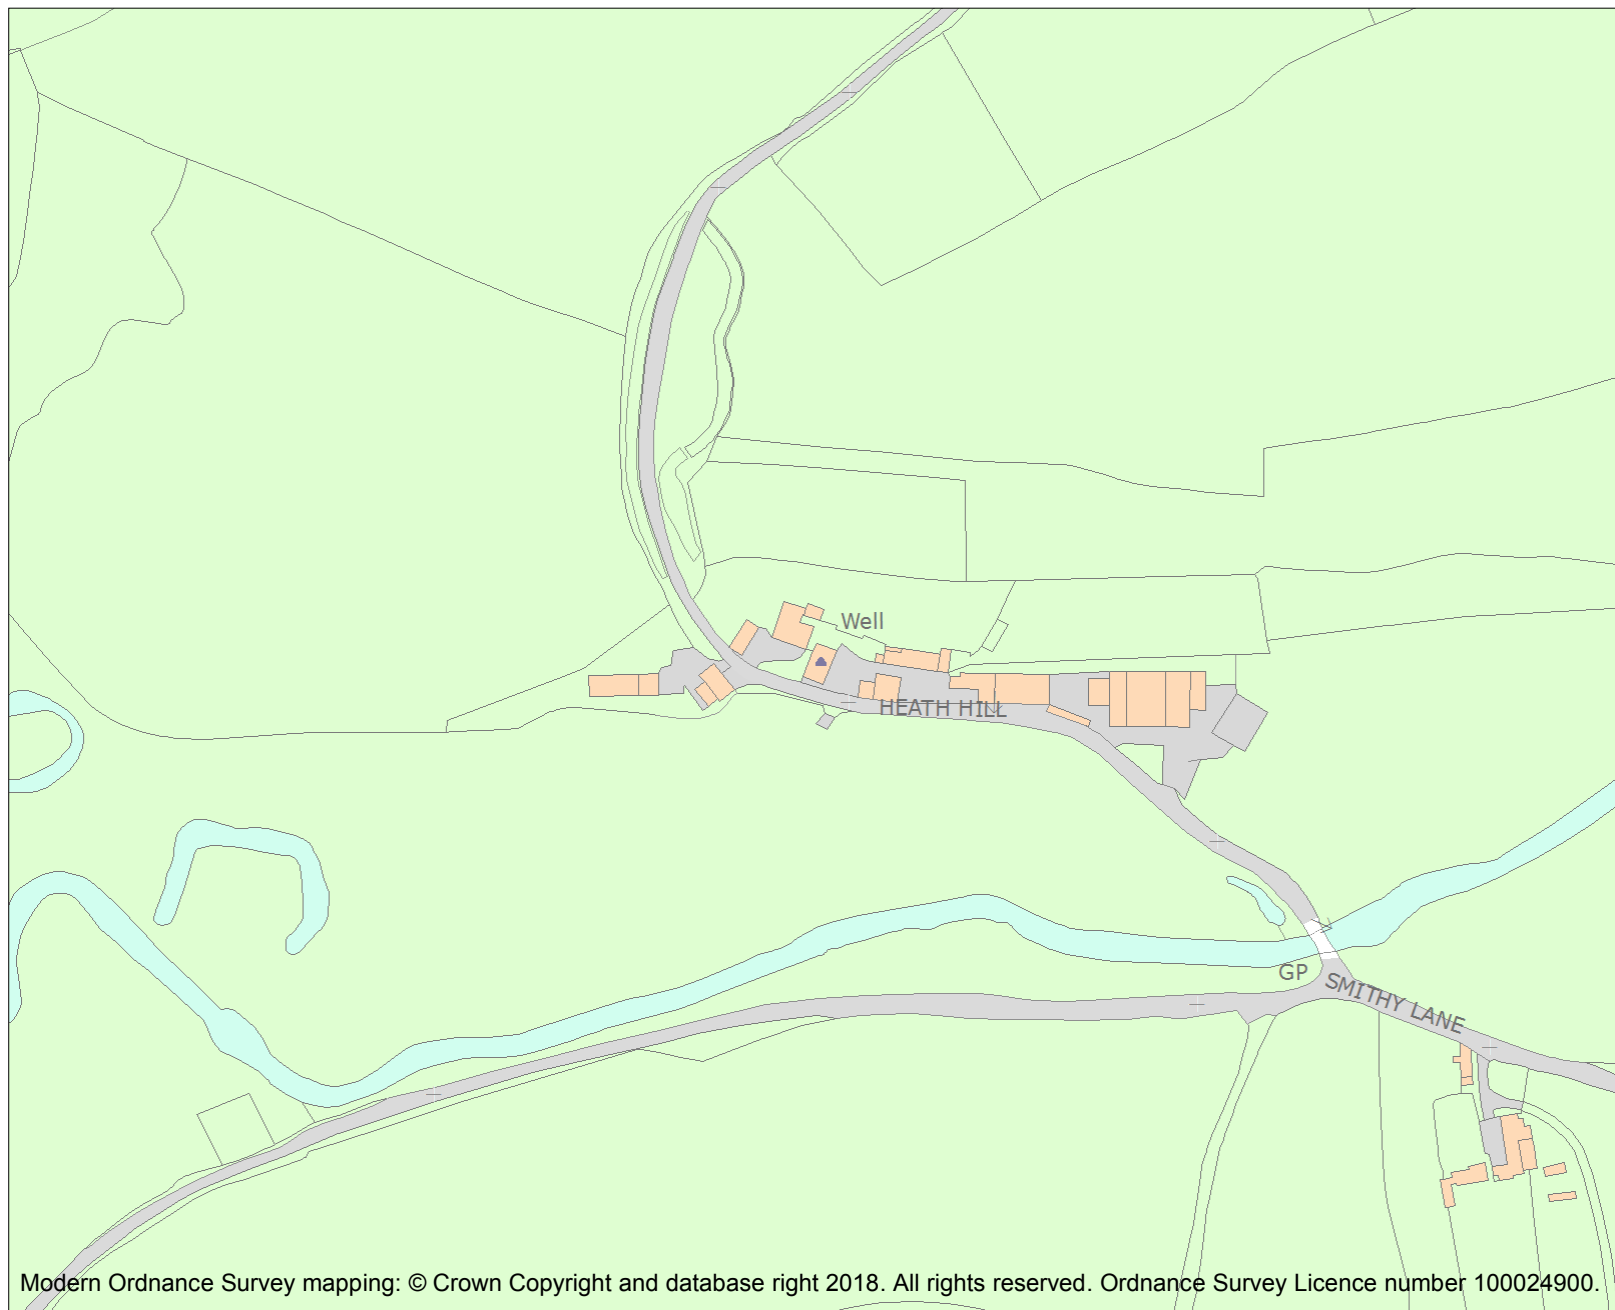 Well
HEATH HILL
GP
SMITHY LANE
Modern Ordnance Survey mapping: © Crown Copyright and database right 2018. All rights reserved. Ordnance Survey Licence number 100024900.